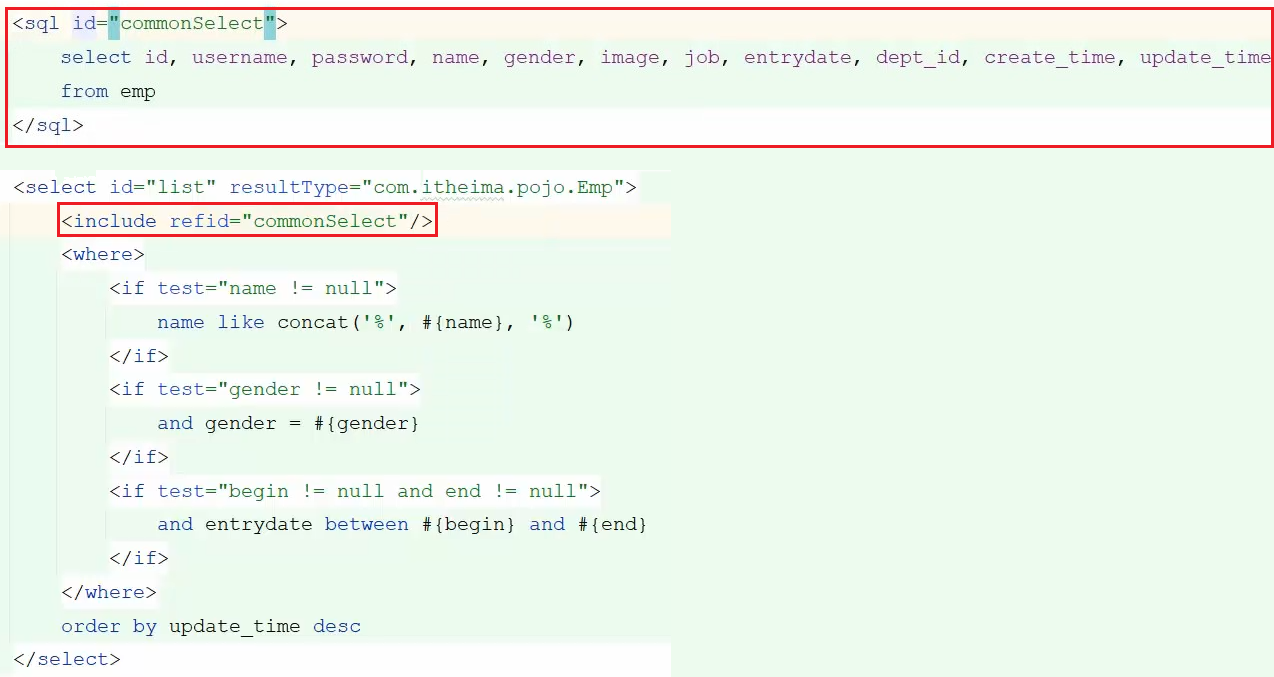 <sql id="commonSelect">
    select id, username, password, name, gender, image, job, entrydate, dept_id, create_time, update_time
    from emp
</sql>
<select id="list" resultType="com.itheima.pojo.Emp">
    <include refid="commonSelect"/>
    <where>
        <if test="name != null">
            name like concat('%', #{name}, '%')
        </if>
        <if test="gender != null">
            and gender = #{gender}
        </if>
        <if test="begin != null and end != null">
            and entrydate between #{begin} and #{end}
        </if>
    </where>
    order by update_time desc
</select>